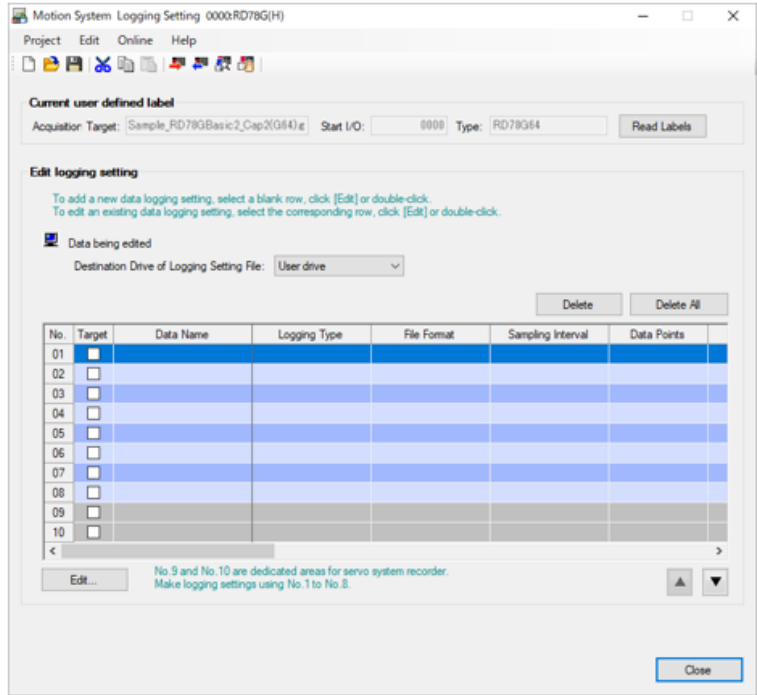 Motion System Logging Setting 0000:RD78G(H)
Project Edit Online Help
Current user defined label
Acquisition Target: Sample_RD78GBasic2_Cap2(G64).g Start I/O: 0000 Type: RD78G64 Read Labels
Edit logging setting
To add a new data logging setting, select a blank row, click [Edit] or double-click.
To edit an existing data logging setting, select the corresponding row, click [Edit] or double-click.
Data being edited
Destination Drive of Logging Setting File: User drive
Delete Delete All
No. Target Data Name Logging Type File Format Sampling Interval Data Points
01
02
03
04
05
06
07
08
09
10
Edit...
No.9 and No.10 are dedicated areas for servo system recorder.
Make logging settings using No.1 to No.8.
Close